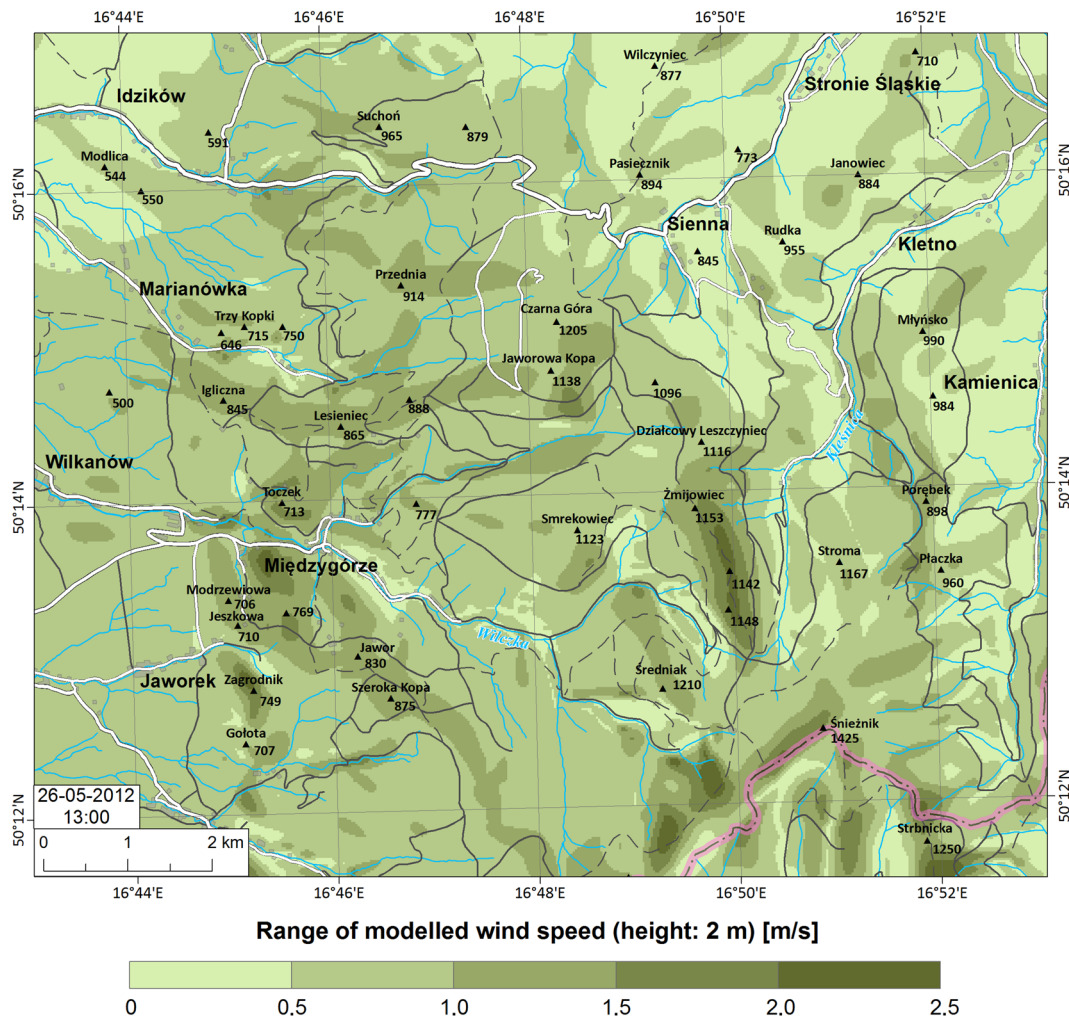 16°44'E
16°46'E
16°48'E
16°50'E
16°52'E
Wilczyniec
877
710
Stronie Śląskie
Idzików
Suchoń
965
879
591
Modlica
544
550
Pasiecznik
894
773
Janowiec
884
50°16'N
50°16'N
Sienna
845
Rudka
955
Kletno
Marianówka
Przednia
914
Trzy Kopki
646
715
750
Czarna Góra
1205
Młyńsko
990
Jaworowa Kopa
1138
1096
Kamienica
984
500
Igliczna
845
888
Lesieniec
865
Działcowy Leszczyniec
1116
Kleśnica
Wilkanów
Toczek
713
777
Żmijowiec
1153
Porębek
898
50°14'N
50°14'N
Smrekowiec
1123
Międzygórze
Stroma
1167
Płaczka
960
1142
Modrzewiowa
706
769
1148
Jeszkowa
710
Wilczka
Jawor
830
Jaworek
Zagrodnik
749
Szeroka Kopa
875
Średniak
1210
Gołota
707
Śnieżnik
1425
26-05-2012
13:00
50°12'N
50°12'N
0 1 2 km
Strbnicka
1250
16°44'E
16°46'E
16°48'E
16°50'E
16°52'E
Range of modelled wind speed (height: 2 m) [m/s]
0 0.5 1.0 1.5 2.0 2.5